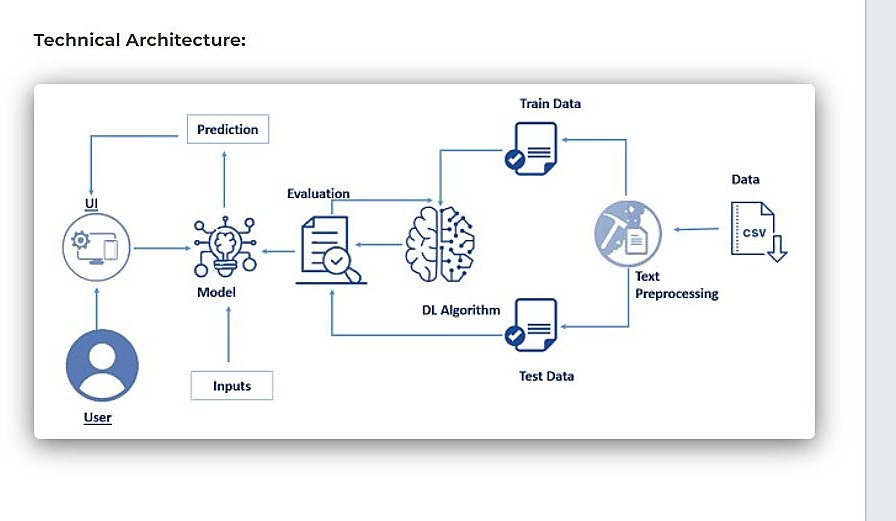 Technical Architecture:
Train Data
Prediction
Data
Evaluation
UI
CSV
Text
Preprocessing
Model
DL Algorithm
Inputs
Test Data
User